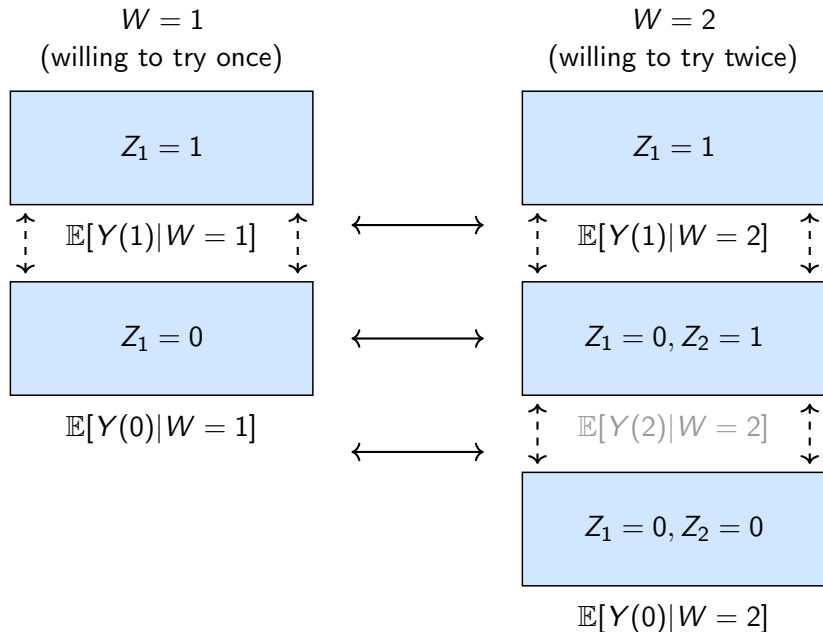 W = 1
(willing to try once)
Z₁ = 1
𝔼[Y(1)|W = 1]
Z₁ = 0
𝔼[Y(0)|W = 1]
W = 2
(willing to try twice)
Z₁ = 1
𝔼[Y(1)|W = 2]
Z₁ = 0, Z₂ = 1
𝔼[Y(2)|W = 2]
Z₁ = 0, Z₂ = 0
𝔼[Y(0)|W = 2]